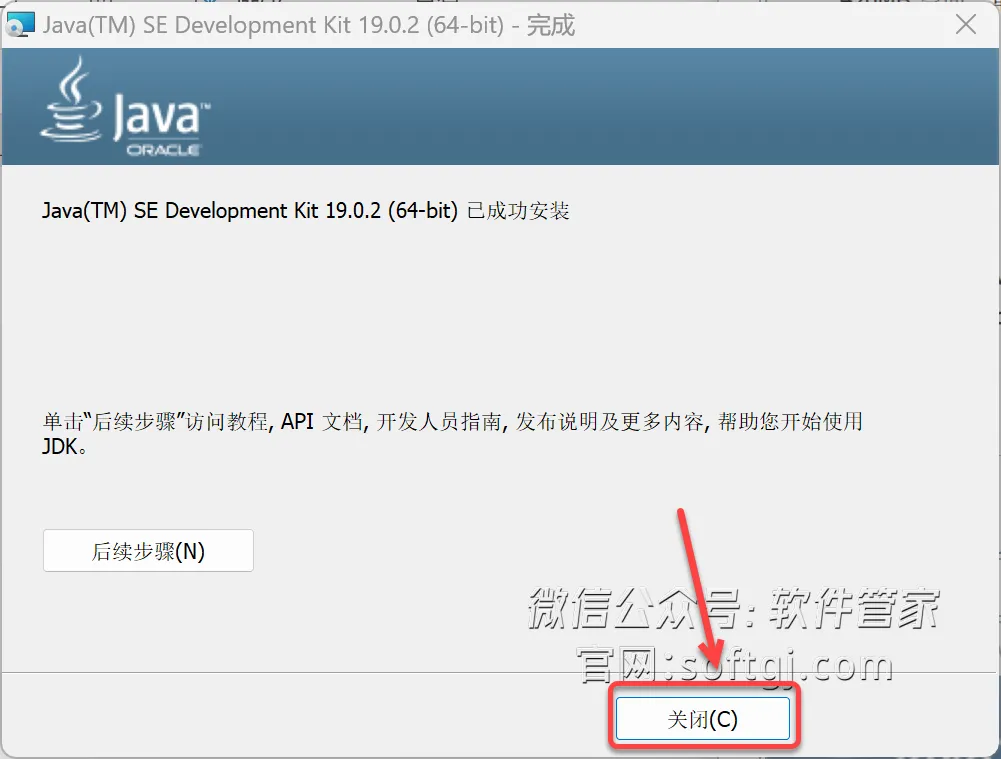 Java(TM) SE Development Kit 19.0.2 (64-bit) - 完成
Java™
ORACLE
Java(TM) SE Development Kit 19.0.2 (64-bit) 已成功安装
单击“后续步骤”访问教程, API 文档, 开发人员指南, 发布说明及更多内容, 帮助您开始使用
JDK。
后续步骤(N)
微信公众号: 软件管家
官网:softgj.com
关闭(C)